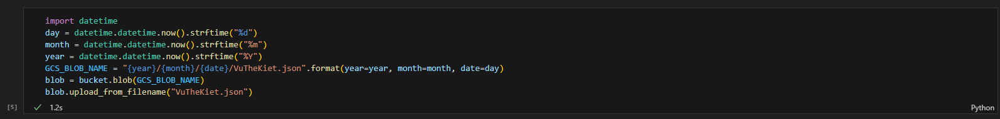 import datetime
day = datetime.datetime.now().strftime("%d")
month = datetime.datetime.now().strftime("%m")
year = datetime.datetime.now().strftime("%Y")
GCS_BLOB_NAME = "{year}/{month}/{date}/VuTheKiet.json".format(year=year, month=month, date=day)
blob = bucket.blob(GCS_BLOB_NAME)
blob.upload_from_filename("VuTheKiet.json")
[5] ✓ 1.2s Python